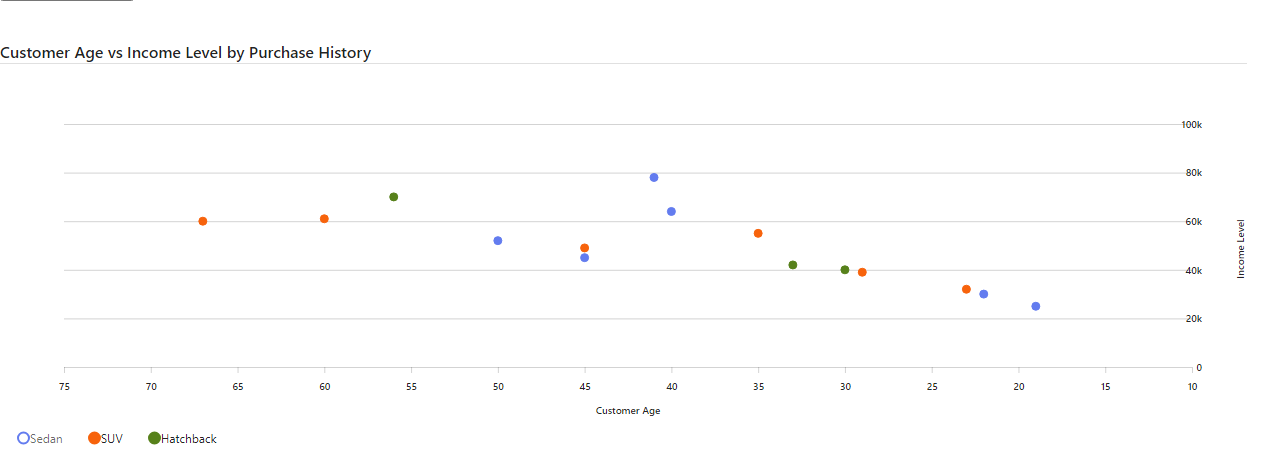 Customer Age vs Income Level by Purchase History
100k
80k
60k
40k
20k
0
Income Level
75 70 65 60 55 50 45 40 35 30 25 20 15 10
Customer Age
Sedan SUV Hatchback